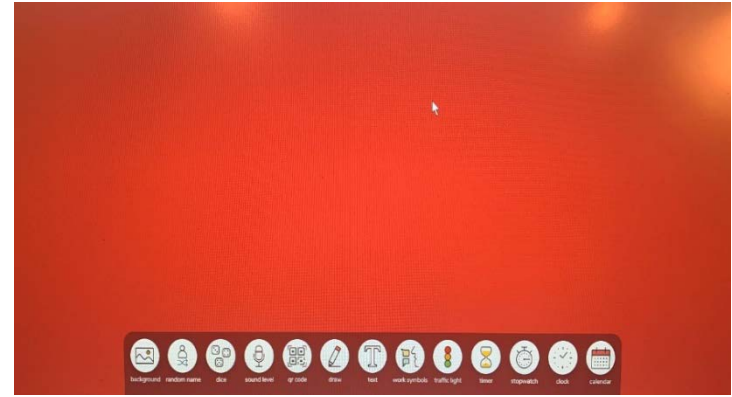 background random name dice sound level qr code draw text work symbols traffic light timer stopwatch clock calendar